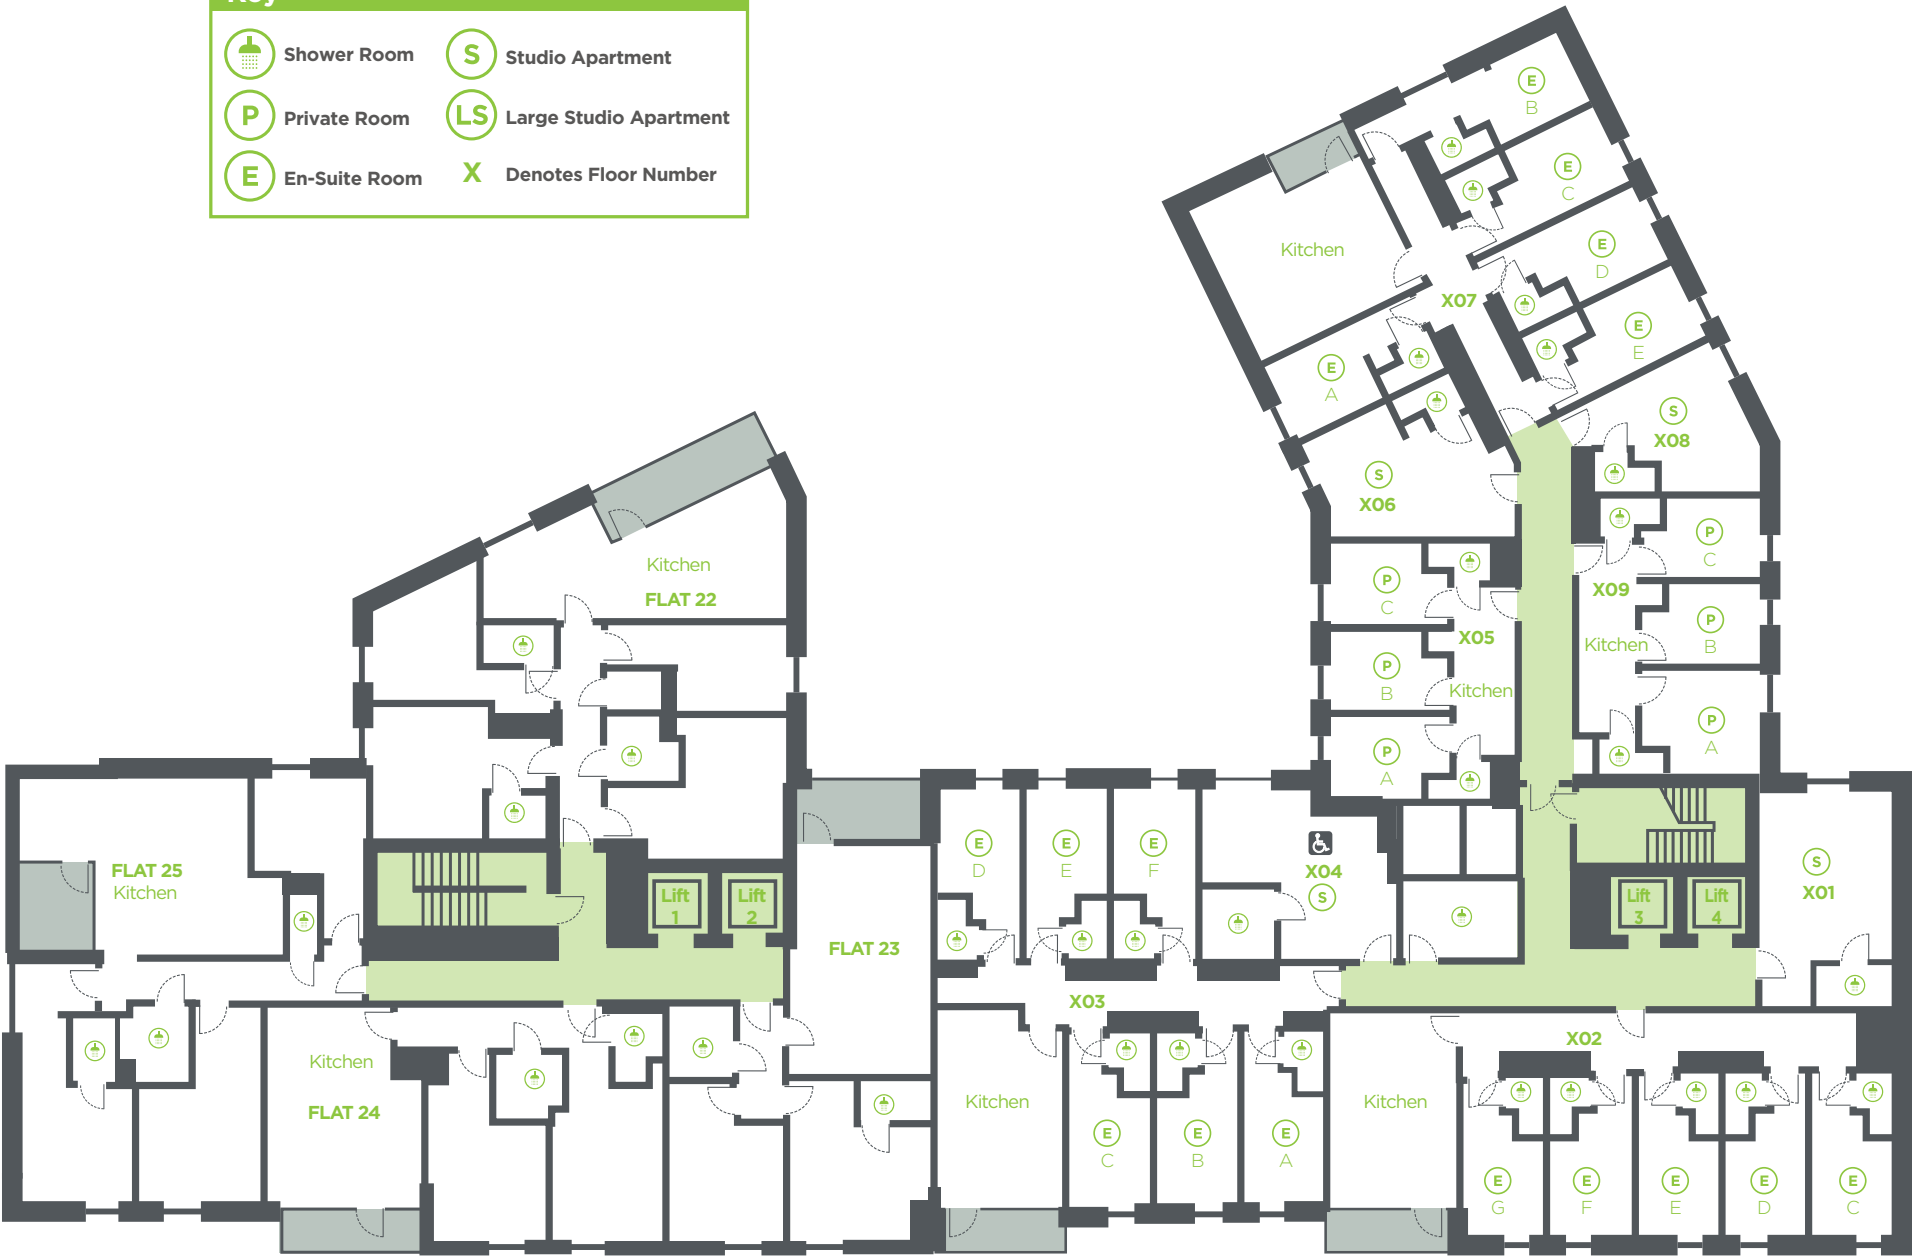 Key
Shower Room
S Studio Apartment
P Private Room
LS Large Studio Apartment
E En-Suite Room
X Denotes Floor Number
E
B
E
C
Kitchen
E
D
X07
E
E
E
A
S
X08
S
X06
P
C
X09
P
C
P
B
Kitchen
X05
P
B
Kitchen
P
A
P
A
Kitchen
FLAT 22
FLAT 25
Kitchen
Lift
1
Lift
2
FLAT 23
E
D
E
E
E
F
X04
S
Lift
3
Lift
4
S
X01
X03
X02
Kitchen
FLAT 24
Kitchen
E
C
E
B
E
A
Kitchen
E
G
E
F
E
E
E
D
E
C